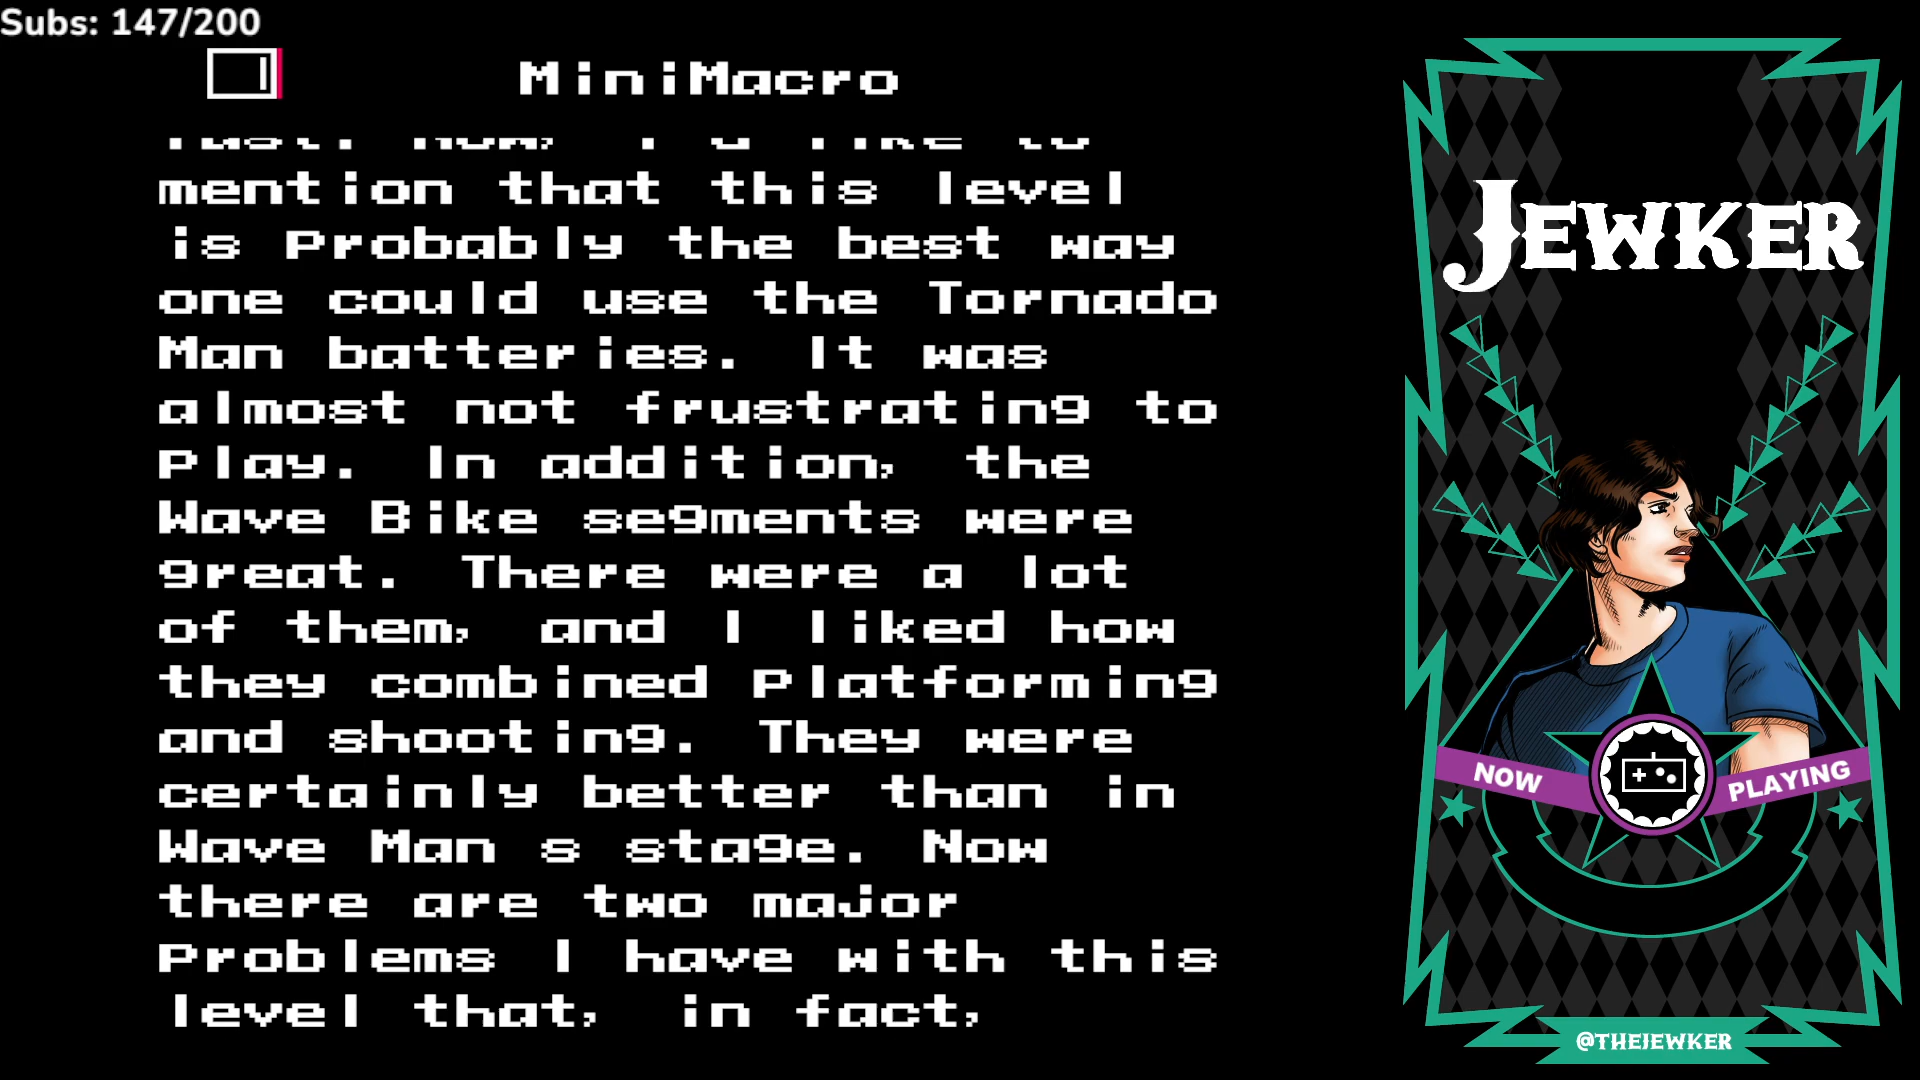 Subs: 147/200
MiniMacro
mention that this level
is Probably the best way
one could use the Tornado
Man batteries. It was
almost not frustrating to
Play. In addition, the
Wave Bike segments were
great. There were a lot
of them, and I liked how
they combined Platforming
and shooting. They were
certainly better than in
Wave Man s stage. Now
there are two major
Problems I have with this
level that, in fact,
JEWKER
NOW PLAYING
@THEJEWKER